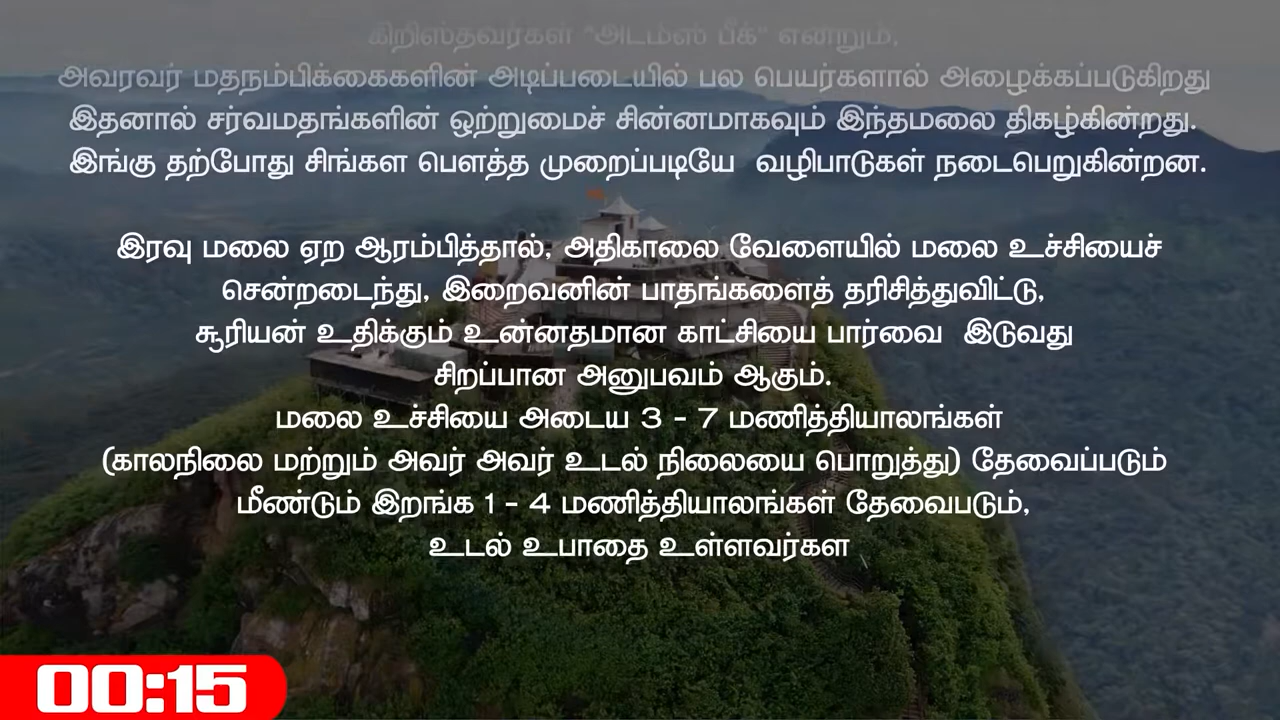 கிறிஸ்தவர்கள் "அடம்ஸ் பீக்" என்றும்,
அவரவர் மதநம்பிக்கைகளின் அடிப்படையில் பல பெயர்களால் அழைக்கப்படுகிறது
இதனால் சர்வமதங்களின் ஒற்றுமைச் சின்னமாகவும் இந்தமலை திகழ்கின்றது.
இங்கு தற்போது சிங்கள பௌத்த முறைப்படியே வழிபாடுகள் நடைபெறுகின்றன.
இரவு மலை ஏற ஆரம்பித்தால், அதிகாலை வேளையில் மலை உச்சியைச்
சென்றடைந்து, இறைவனின் பாதங்களைத் தரிசித்துவிட்டு,
சூரியன் உதிக்கும் உன்னதமான காட்சியை பார்வை இடுவது
சிறப்பான அனுபவம் ஆகும்.
மலை உச்சியை அடைய 3 - 7 மணித்தியாலங்கள்
(காலநிலை மற்றும் அவர் அவர் உடல் நிலையை பொறுத்து) தேவைப்படும்
மீண்டும் இறங்க 1 - 4 மணித்தியாலங்கள் தேவைபடும்,
உடல் உபாதை உள்ளவர்கள
00:15